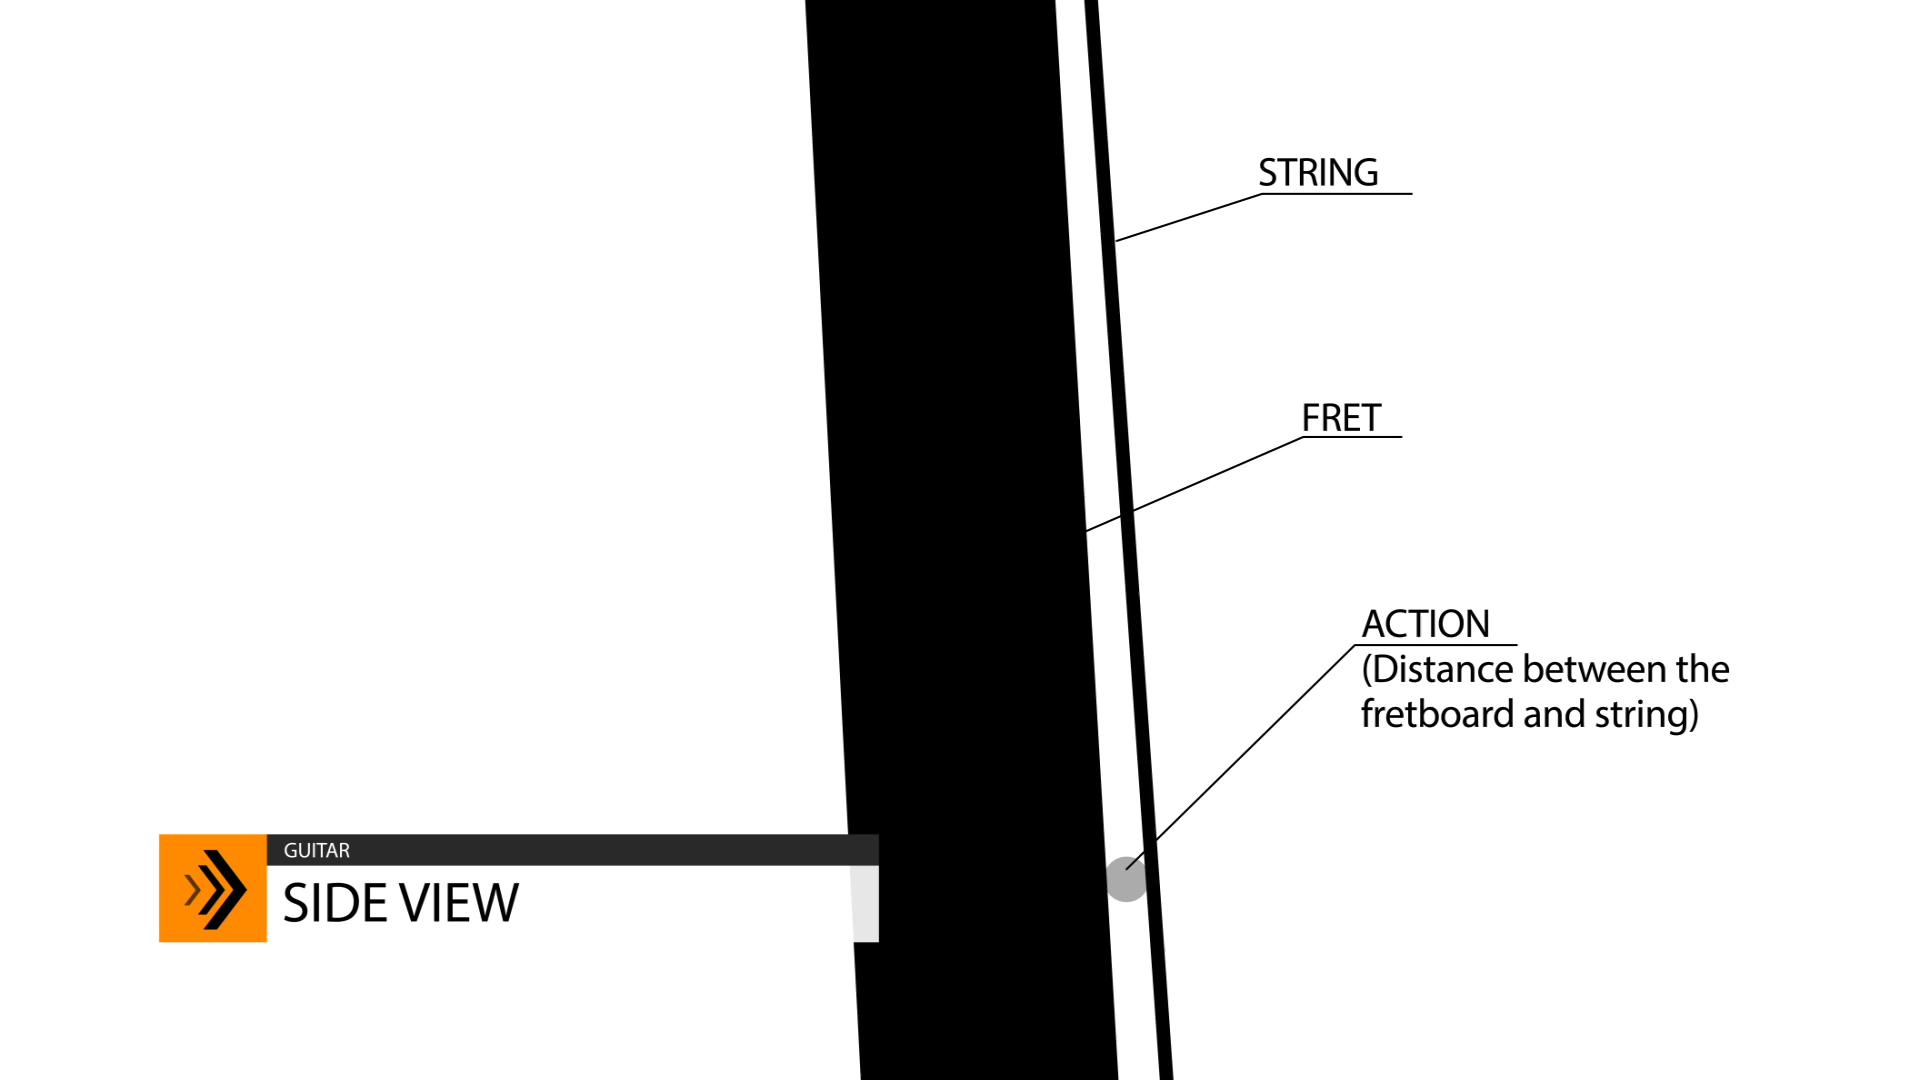 STRING
FRET
ACTION
(Distance between the
fretboard and string)
GUITAR
SIDE VIEW